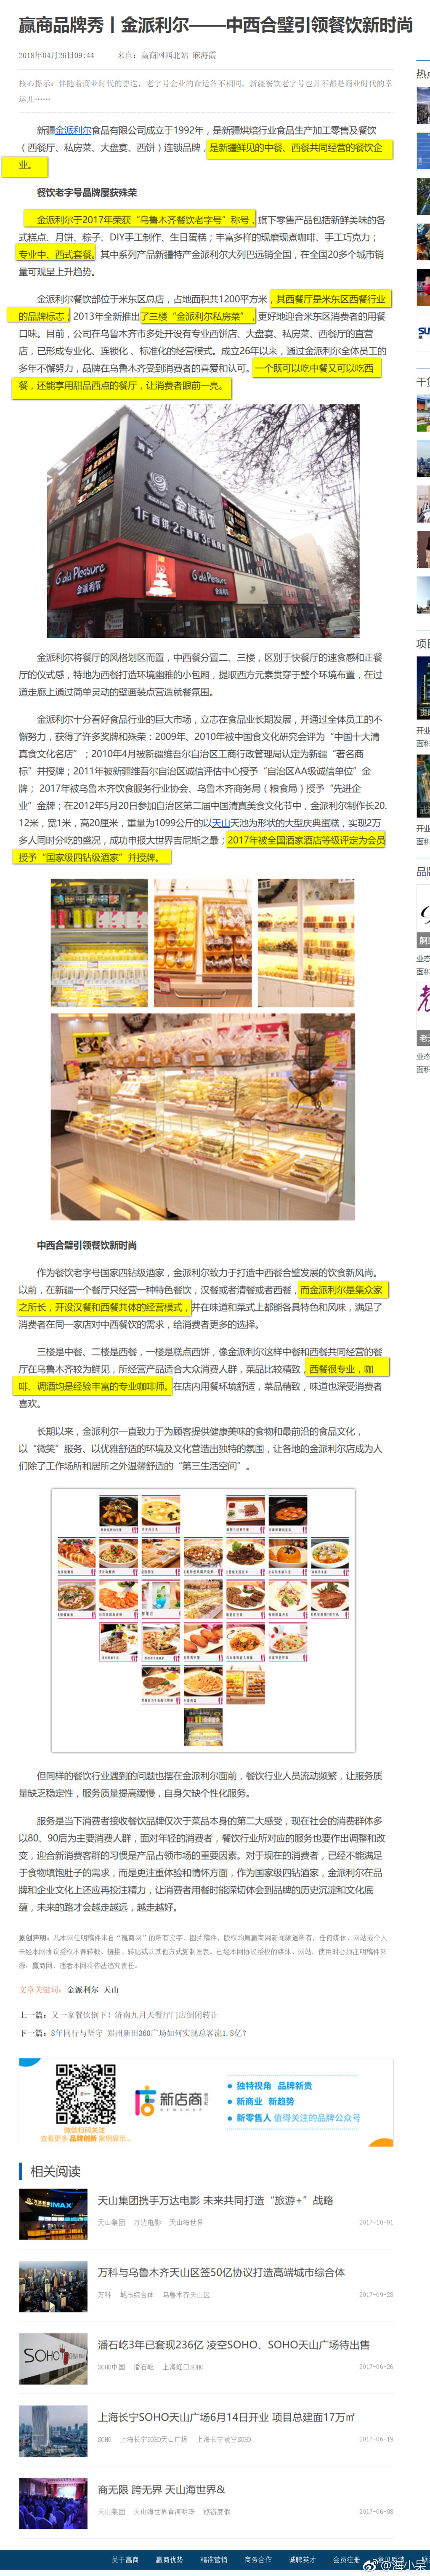 赢商品牌秀丨金派利尔——中西合璧引领餐饮新时尚
2018年04月26日09:44 来自：赢商网西北站 麻海霞
核心提示：伴随着商业时代的更迭，老字号企业的命运各不相同，新疆餐饮老字号也并不都是商业时代的幸
运儿……
新疆金派利尔食品有限公司成立于1992年，是新疆烘焙行业食品生产加工零售及餐饮
（西餐厅、私房菜、大盘宴、西饼）连锁品牌，是新疆鲜见的中餐、西餐共同经营的餐饮企
业。
餐饮老字号品牌屡获殊荣
金派利尔于2017年荣获“乌鲁木齐餐饮老字号”称号，旗下零售产品包括新鲜美味的各
式糕点、月饼、粽子、DIY手工制作、生日蛋糕；丰富多样的现磨现煮咖啡、手工巧克力；
专业中、西式套餐。其中系列产品新疆特产金派利尔大列巴远销全国，在全国20多个城市销
量可观呈上升趋势。
金派利尔餐饮部位于米东区总店，占地面积共1200平方米，其西餐厅是米东区西餐行业
的品牌标志；2013年全新推出了三楼“金派利尔私房菜”，更好地迎合米东区消费者的用餐
口味。目前，公司在乌鲁木齐市多处开设有专业西饼店、大盘宴、私房菜、西餐厅的直营
店，已形成专业化、连锁化、标准化的经营模式。成立26年以来，通过金派利尔全体员工的
多年不懈努力，品牌在乌鲁木齐受到消费者的喜爱和认可。一个既可以吃中餐又可以吃西
餐，还能享用甜品西点的餐厅，让消费者眼前一亮。
金派利尔
1F西饼 2F西餐 3F私房菜
Gold Pleasure
金派利尔
金派利尔将餐厅的风格划区而置，中西餐分置二、三楼，区别于快餐厅的速食感和正餐
厅的仪式感，特地为西餐打造环境幽雅的小包厢，提取西方元素贯穿于整个环境布置，在过
道走廊上通过简单灵动的壁画装点营造就餐氛围。
金派利尔十分看好食品行业的巨大市场，立志在食品业长期发展，并通过全体员工的不
懈努力，获得了许多奖牌和殊荣：2009年、2010年被中国食文化研究会评为“中国十大清
真食文化名店”；2010年4月被新疆维吾尔自治区工商行政管理局认定为新疆“著名商
标”并授牌；2011年被新疆维吾尔自治区诚信评估中心授予“自治区AA级诚信单位”金
牌；2017年被乌鲁木齐饮食服务行业协会、乌鲁木齐商务局（粮食局）授予“先进企
业”金牌；在2012年5月20日参加自治区第二届中国清真美食文化节中，金派利尔制作长20.
12米，宽1米，高20厘米，重量为1099公斤的以天山天池为形状的大型庆典蛋糕，实现2万
多人同时分吃的盛况，成功申报大世界吉尼斯之最；2017年被全国酒家酒店等级评定为会员
授予“国家级四钻级酒家”并授牌。
中西合璧引领餐饮新时尚
作为餐饮老字号国家四钻级酒家，金派利尔致力于打造中西餐合璧发展的饮食新风尚。
以前，在新疆一个餐厅只经营一种特色餐饮，汉餐或者清餐或者西餐，而金派利尔是集众家
之所长，开设汉餐和西餐共体的经营模式，并在味道和菜式上都能各具特色和风味，满足了
消费者在同一家店对中西餐饮的需求，给消费者更多的选择。
三楼是中餐、二楼是西餐，一楼是糕点西饼，像金派利尔这样中餐和西餐共同经营的餐
厅在乌鲁木齐较为鲜见，所经营产品适合大众消费人群，菜品比较精致，西餐很专业，咖
啡、调酒均是经验丰富的专业咖啡师。在店内用餐环境舒适，菜品精致，味道也深受消费者
喜欢。
长期以来，金派利尔一直致力于为顾客提供健康美味的食物和最前沿的食品文化，
以“微笑”服务、以优雅舒适的环境及文化营造出独特的氛围，让各地的金派利尔店成为人
们除了工作场所和居所之外温馨舒适的“第三生活空间”。
但同样的餐饮行业遇到的问题也摆在金派利尔面前，餐饮行业人员流动频繁，让服务质
量缺乏稳定性，服务质量提高缓慢，自身欠缺个性化服务。
服务是当下消费者接收餐饮品牌仅次于菜品本身的第二大感受，现在社会的消费群体多
以80、90后为主要消费人群，面对年轻的消费者，餐饮行业所对应的服务也要作出调整和改
变，迎合新消费客群的习惯是产品占领市场的重要因素。对于现在的消费者，已经不能满足
于食物填饱肚子的需求，而是更注重体验和情怀方面，作为国家级四钻酒家，金派利尔在品
牌和企业文化上还应再投注精力，让消费者用餐时能深切体会到品牌的历史沉淀和文化底
蕴，未来的路才会越走越远，越走越好。
原创声明：凡本网注明稿件来自“赢商网”的所有文字、图片稿件，版权均属赢商网新闻频道所有，任何媒体、网站或个人
未经本网协议授权不得转载、链接、转贴或以其他方式复制发表。已经本网协议授权的媒体、网站，使用时必须注明稿件来
源：赢商网，违者本网将依法追究责任。
文章关键词：金派利尔 天山
上一篇：又一家餐饮倒下！济南九月天餐厅门店倒闭转让
下一篇：8年同行与坚守 郑州新田360广场如何实现总客流1.8亿？
微信扫码关注
查看更多 品牌创新 案例展示...
新店商
NEWSHOP
独特视角 品牌新贵
新商业 新趋势
新零售人 值得关注的品牌公众号
相关阅读
天山集团携手万达电影 未来共同打造“旅游+”战略
天山集团 万达电影 天山海世界 2017-10-01
万科与乌鲁木齐天山区签50亿协议打造高端城市综合体
万科 城市综合体 乌鲁木齐天山区 2017-09-28
潘石屹3年已套现236亿 凌空SOHO、SOHO天山广场待出售
SOHO中国 潘石屹 上海虹口SOHO 2017-06-26
上海长宁SOHO天山广场6月14日开业 项目总建面17万㎡
SOHO 上海长宁SOHO天山广场 上海长宁凌空SOHO 2017-06-19
商无限 跨无界 天山海世界&
天山集团 天山海世界曹河明珠 旅游度假 2017-06-08
关于赢商 赢商优势 精准营销 商务合作 诚聘英才 会员注册 意见反馈
@海小呆